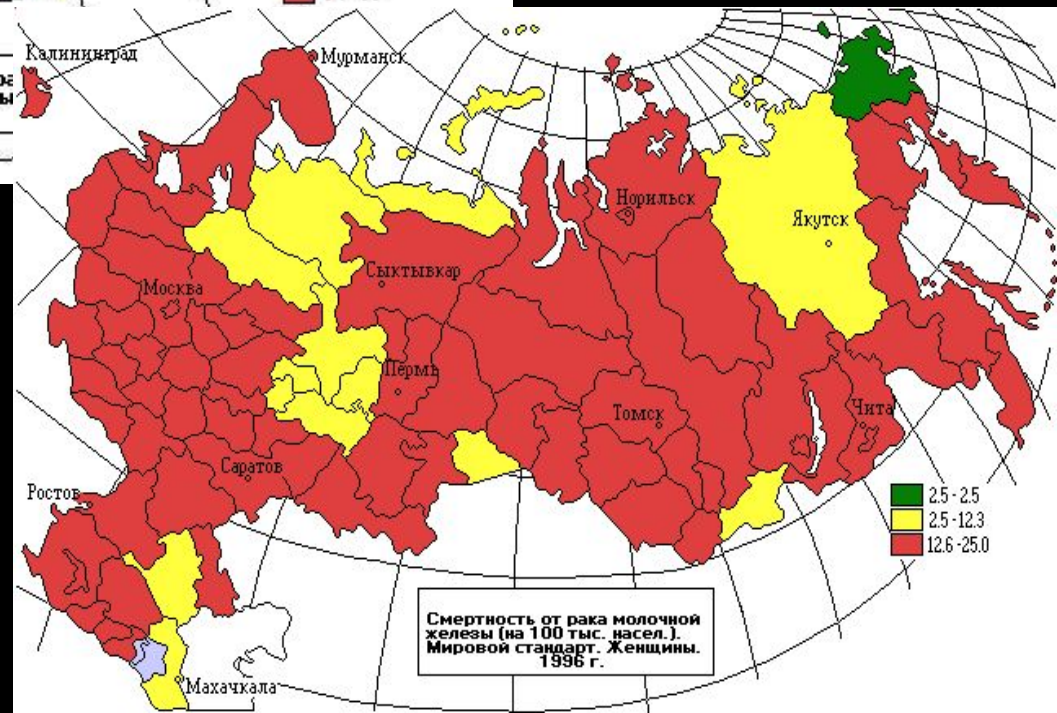 Калининград
Мурманск
Норильск
Якутск
Сыктывкар
Москва
Пермь
Томск
Чита
Саратов
Ростов
2.5 - 2.5
2.5 -12.3
12.6 -25.0
Смертность от рака молочной
железы (на 100 тыс. насел.).
Мировой стандарт. Женщины.
1996 г.
Махачкала